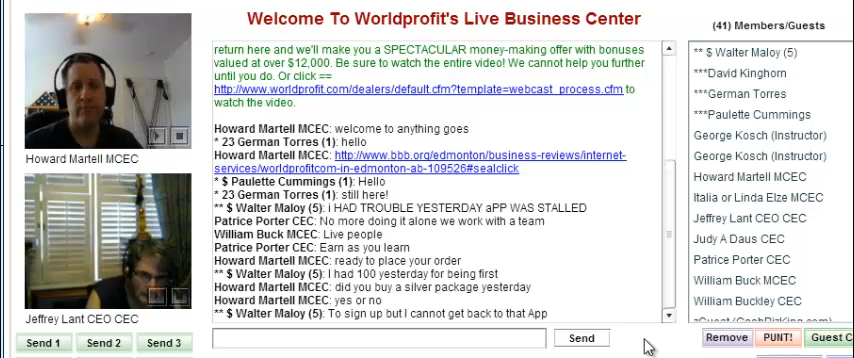 Welcome To Worldprofit's Live Business Center
(41) Members/Guests
return here and we'll make you a SPECTACULAR money-making offer with bonuses
valued at over $12,000. Be sure to watch the entire video! We cannot help you further
until you do. Or click ==
http://www.worldprofit.com/dealers/default.cfm?template=webcast_process.cfm to
watch the video.
Howard Martell MCEC: welcome to anything goes
* 23 German Torres (1): hello
Howard Martell MCEC: http://www.bbb.org/edmonton/business-reviews/internet-
services/worldprofitcom-in-edmonton-ab-109526#sealclick
* $ Paulette Cummings (1): Hello
* 23 German Torres (1): still here!
** $ Walter Maloy (5): i HAD TROUBLE YESTERDAY aPP WAS STALLED
Patrice Porter CEC: No more doing it alone we work with a team
William Buck MCEC: Live people
Patrice Porter CEC: Earn as you learn
Howard Martell MCEC: ready to place your order
** $ Walter Maloy (5): I had 100 yesterday for being first
Howard Martell MCEC: did you buy a silver package yesterday
Howard Martell MCEC: yes or no
** $ Walter Maloy (5): To sign up but I cannot get back to that App
Howard Martell MCEC
Jeffrey Lant CEO CEC
** $ Walter Maloy (5)
***David Kinghorn
***German Torres
***Paulette Cummings
George Kosch (Instructor)
George Kosch (Instructor)
Howard Martell MCEC
Italia or Linda Elze MCEC
Jeffrey Lant CEO CEC
Judy A Daus CEC
Patrice Porter CEC
William Buck MCEC
William Buckley CEC
zGuest (CashBizKing.com)
Send 1
Send 2
Send 3
Send
Remove
PUNT!
Guest C